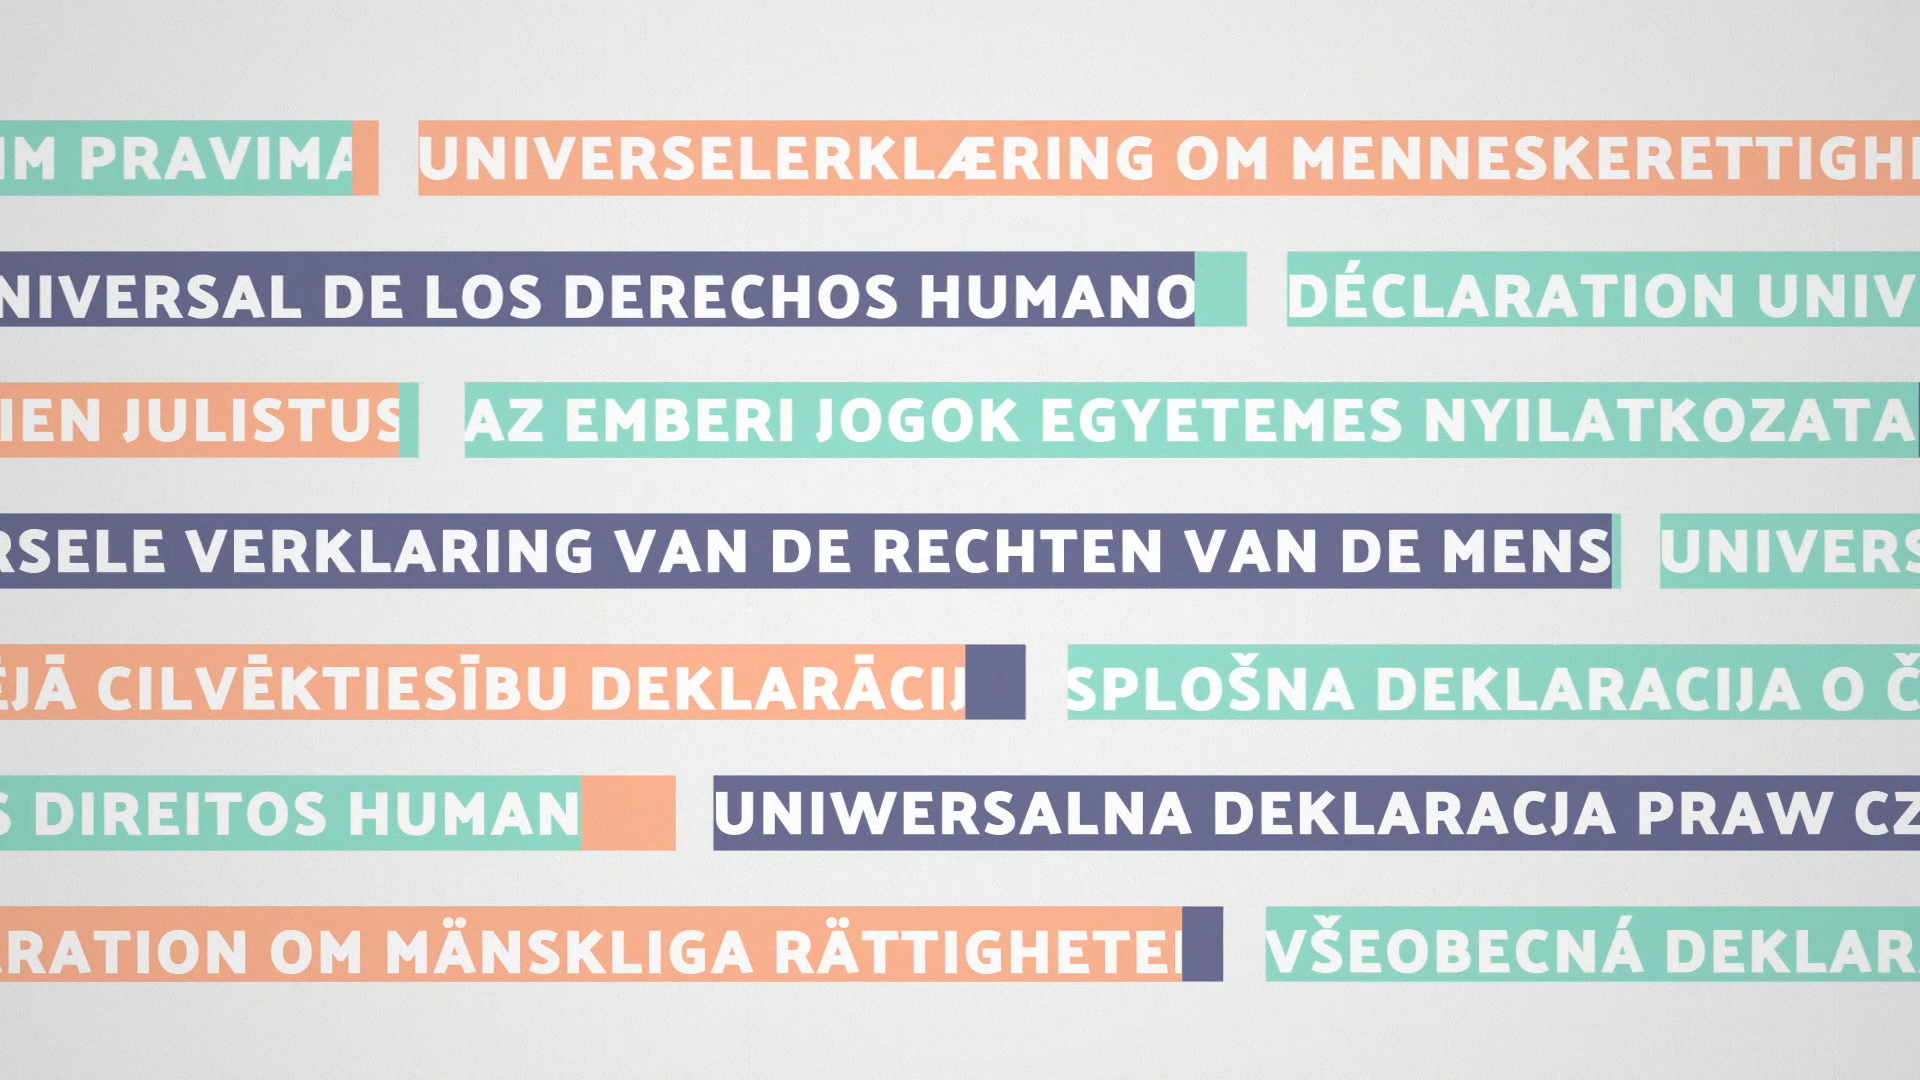 IM PRAVIMA UNIVERSELERKLÆRING OM MENNESKERETTIGHE
NIVERSAL DE LOS DERECHOS HUMANO DÉCLARATION UNIV
IEN JULISTUS AZ EMBERI JOGOK EGYETEMES NYILATKOZATA
RSELE VERKLARING VAN DE RECHTEN VAN DE MENS UNIVERS
ĒJĀ CILVĒKTIESĪBU DEKLARĀCIJ SPLOŠNA DEKLARACIJA O Č
S DIREITOS HUMAN UNIWERSALNA DEKLARACJA PRAW CZ
RATION OM MÄNSKLIGA RÄTTIGHETE VŠEOBECNÁ DEKLAR